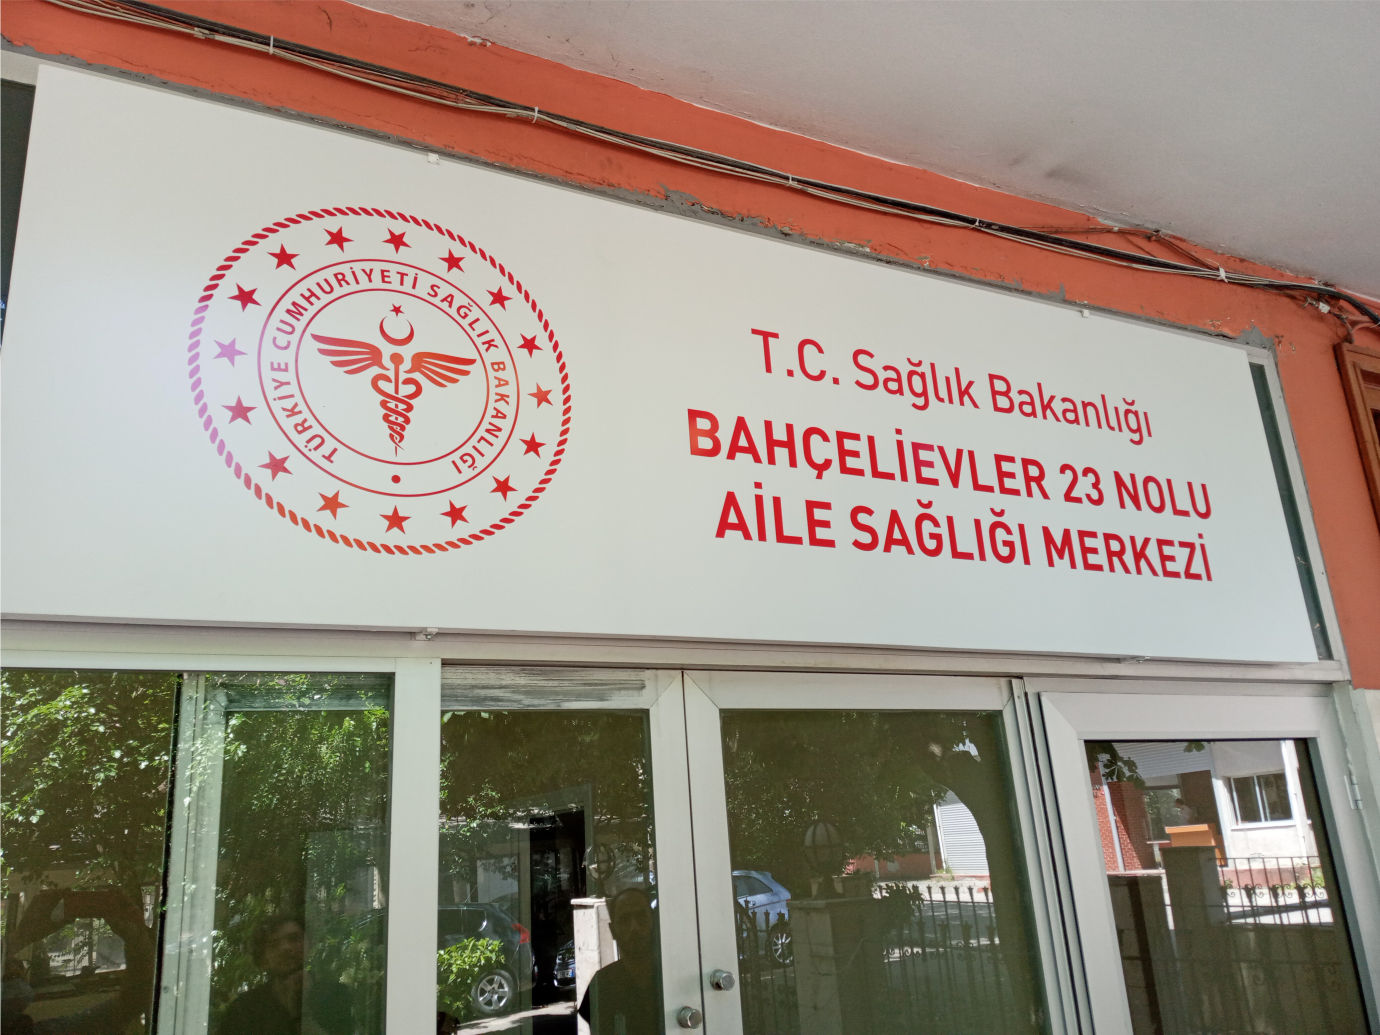 TÜRKİYE CUMHURİYETİ SAĞLIK BAKANLIĞI
T.C. Sağlık Bakanlığı
BAHÇELİEVLER 23 NOLU
AİLE SAĞLIĞI MERKEZİ